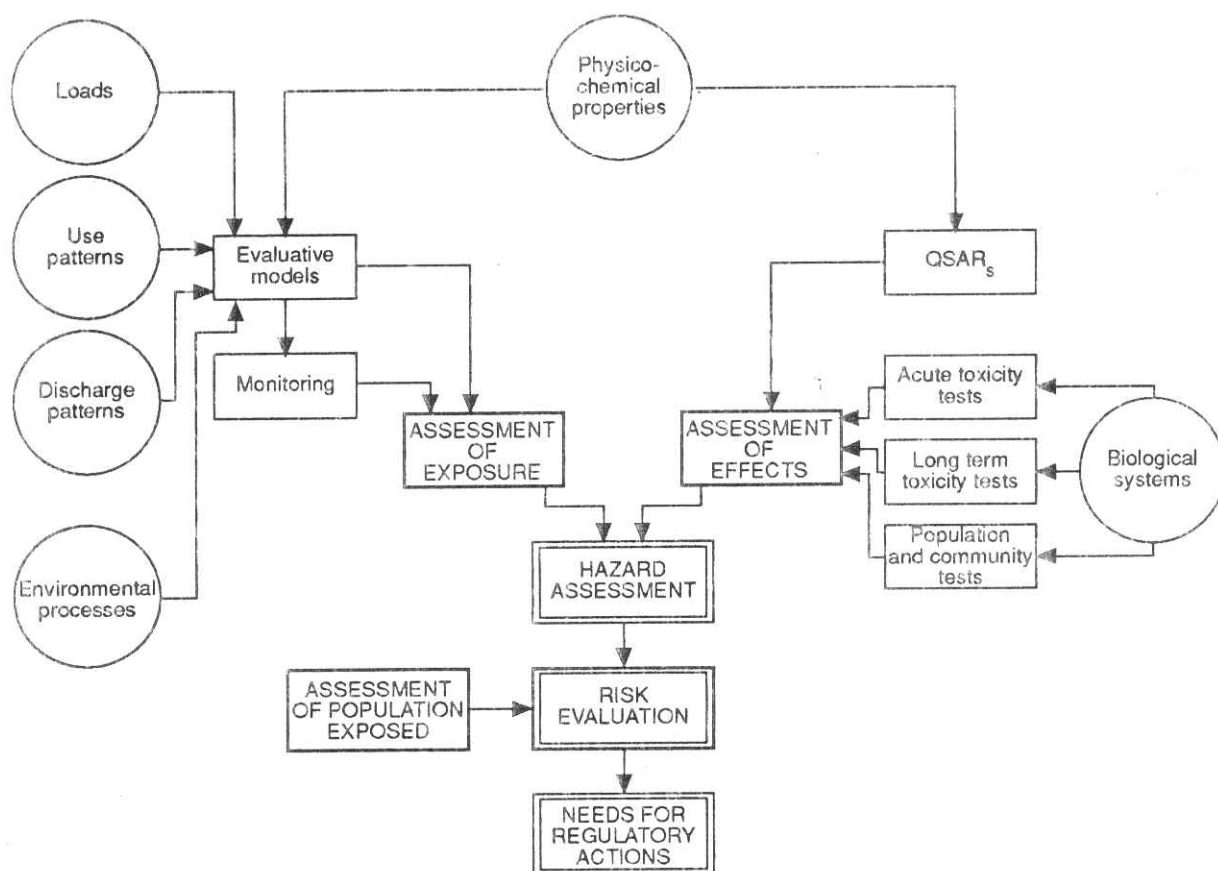 Loads
Physico-
chemical
properties
Use
patterns
Evaluative
models
QSARs
Discharge
patterns
Monitoring
Acute toxicity
tests
ASSESSMENT
OF
EXPOSURE
ASSESSMENT
OF
EFFECTS
Long term
toxicity tests
Biological
systems
Population
and community
tests
Environmental
processes
HAZARD
ASSESSMENT
ASSESSMENT
OF POPULATION
EXPOSED
RISK
EVALUATION
NEEDS FOR
REGULATORY
ACTIONS